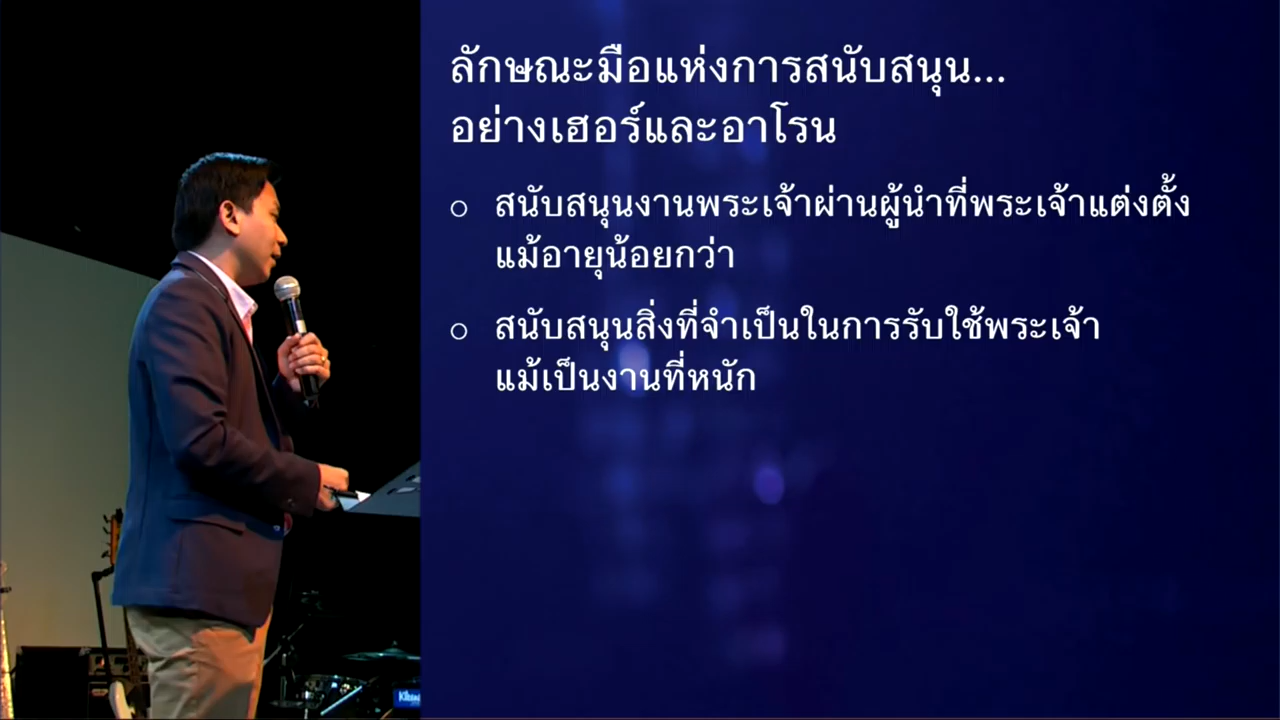 ลักษณะมือแห่งการสนับสนุน...
อย่างเฮอร์และอาโรน
○ สนับสนุนงานพระเจ้าผ่านผู้นำที่พระเจ้าแต่งตั้ง
แม้อายุน้อยกว่า
○ สนับสนุนสิ่งที่จำเป็นในการรับใช้พระเจ้า
แม้เป็นงานที่หนัก